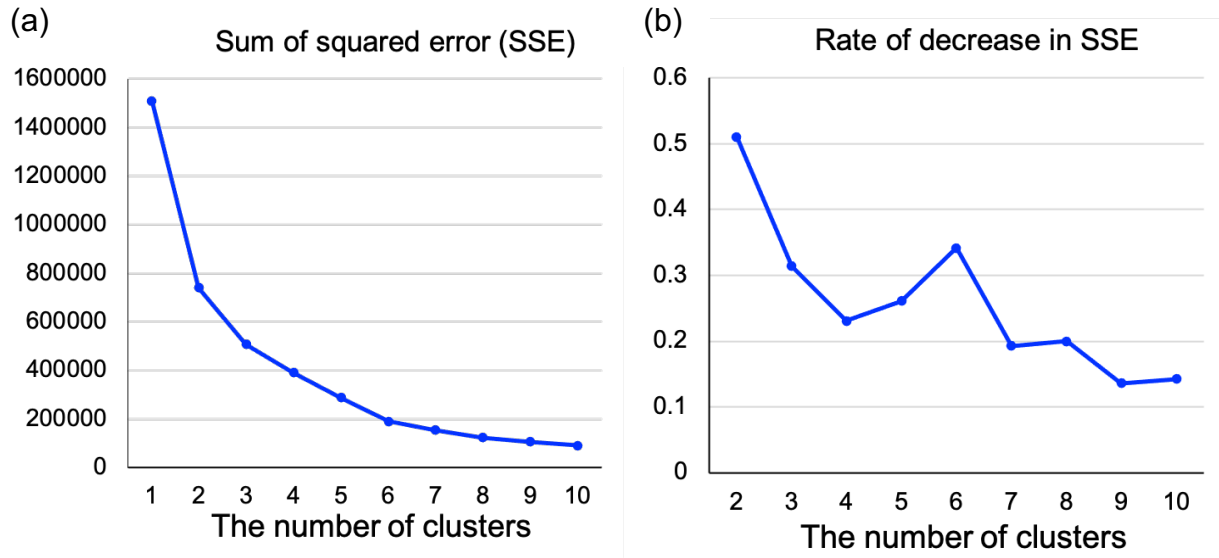 (a)
Sum of squared error (SSE)
1600000
1400000
1200000
1000000
800000
600000
400000
200000
0
1 2 3 4 5 6 7 8 9 10
The number of clusters
(b)
Rate of decrease in SSE
0.6
0.5
0.4
0.3
0.2
0.1
0
2 3 4 5 6 7 8 9 10
The number of clusters